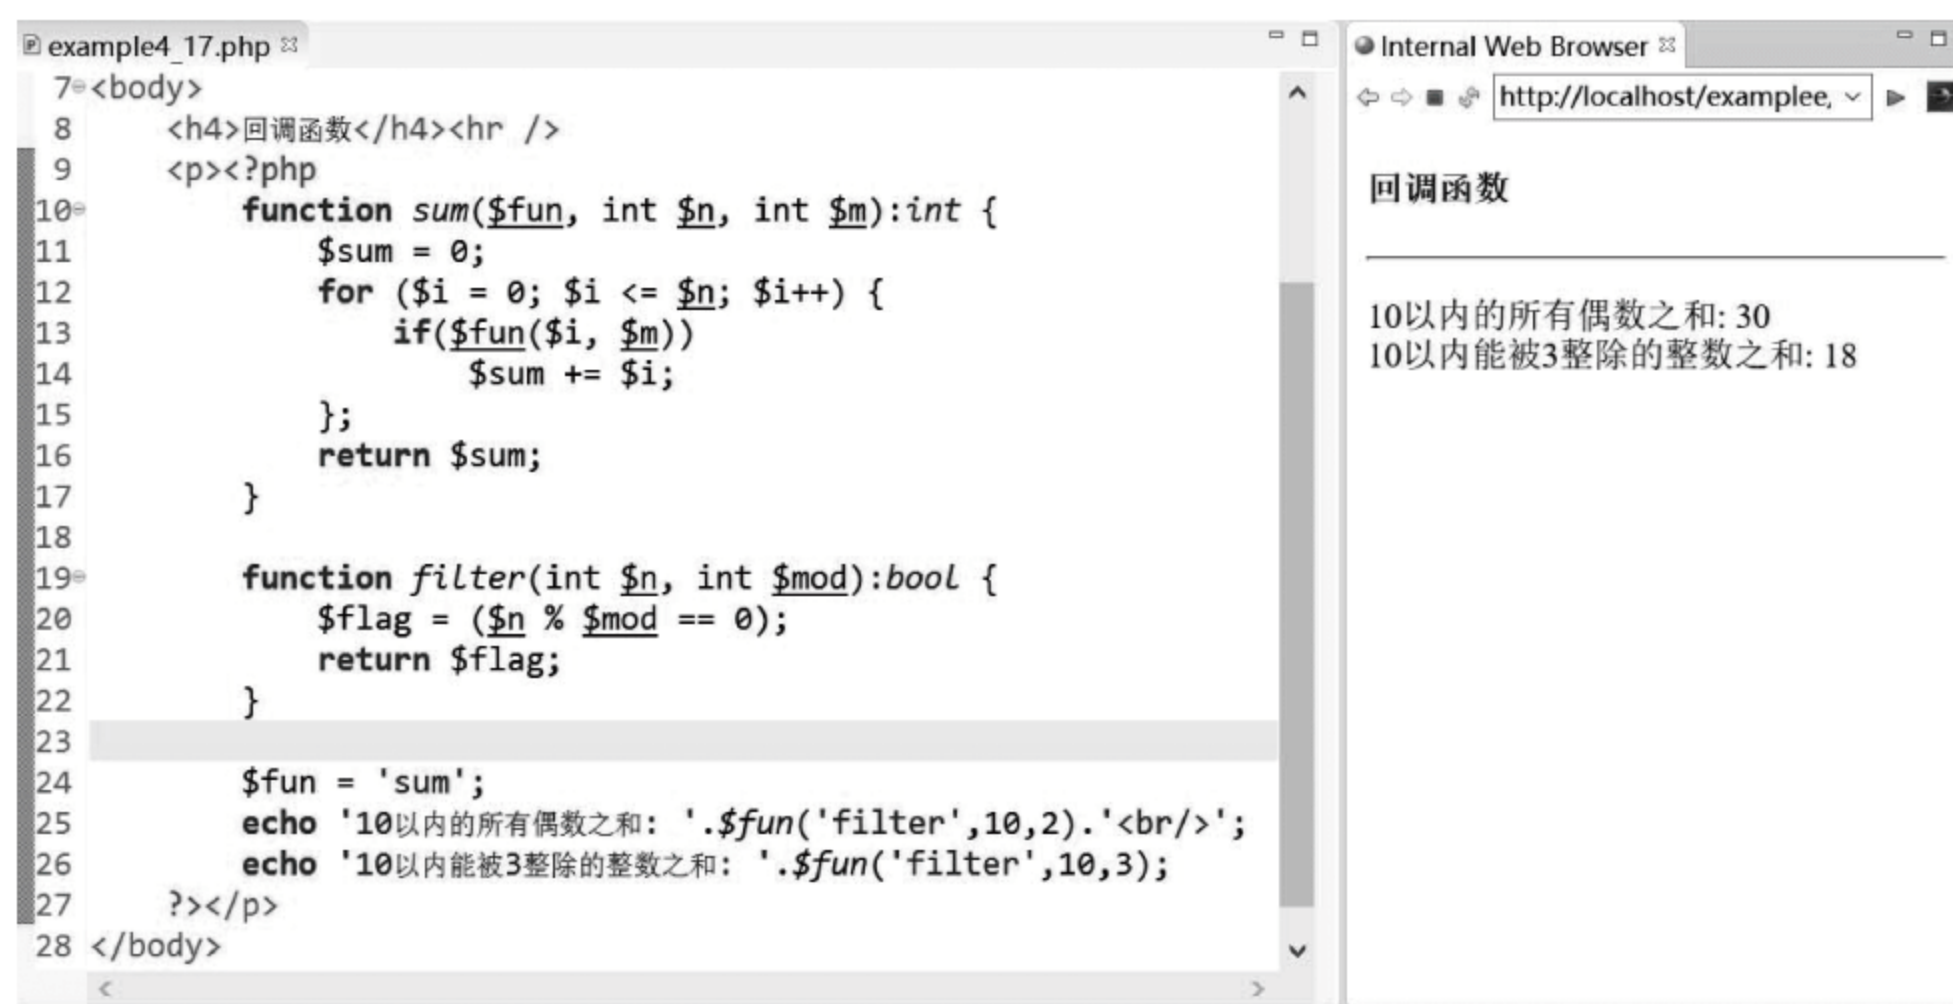 example4_17.php
7 <body>
8 <h4>回调函数</h4><hr />
9 <p><?php
10 function sum($fun, int $n, int $m):int {
11 $sum = 0;
12 for ($i = 0; $i <= $n; $i++) {
13 if($fun($i, $m))
14 $sum += $i;
15 };
16 return $sum;
17 }
18
19 function filter(int $n, int $mod):bool {
20 $flag = ($n % $mod == 0);
21 return $flag;
22 }
23
24 $fun = 'sum';
25 echo '10以内的所有偶数之和: '.$fun('filter',10,2).'<br/>';
26 echo '10以内能被3整除的整数之和: '.$fun('filter',10,3);
27 ?></p>
28 </body>
Internal Web Browser
http://localhost/examplee,
回调函数
10以内的所有偶数之和: 30
10以内能被3整除的整数之和: 18